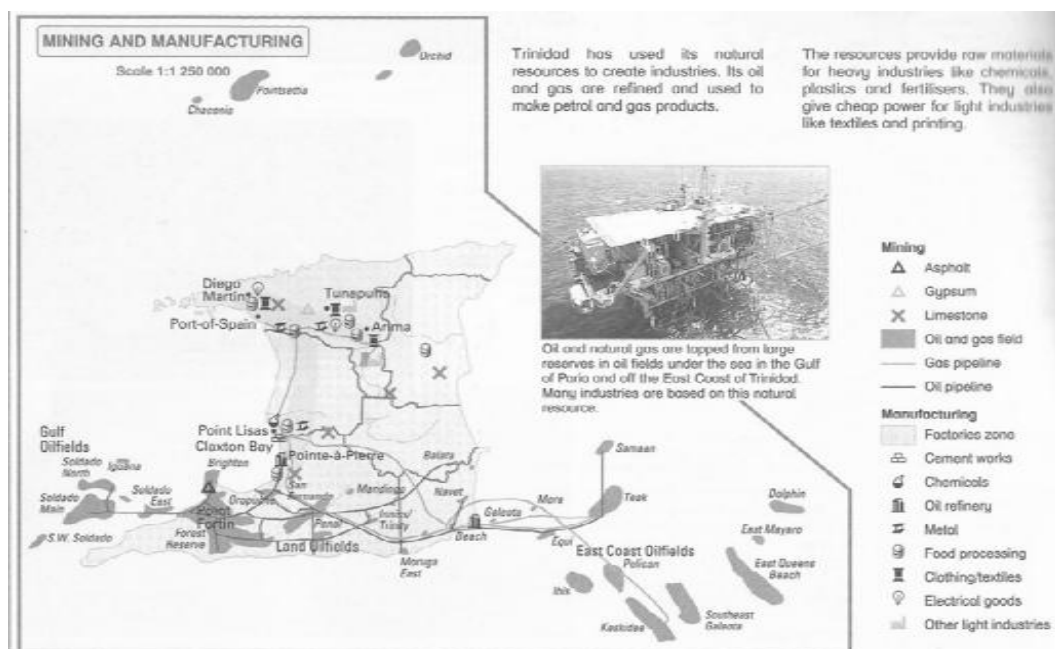 MINING AND MANUFACTURING
Scale 1:1 250 000
Orchid
Poinsettia
Chaconia
Trinidad has used its natural
resources to create industries. Its oil
and gas are refined and used to
make petrol and gas products.
The resources provide raw materials
for heavy industries like chemicals,
plastics and fertilisers. They also
give cheap power for light industries
like textiles and printing.
Oil and natural gas are tapped from large
reserves in oil fields under the sea in the Gulf
of Paria and off the East Coast of Trinidad.
Many industries are based on this natural
resource.
Diego
Martin
Port-of-Spain
Tunapuna
Arima
Point Lisas
Claxton Bay
Pointe-à-Pierre
Gulf
Oilfields
Soldado
North
Iguana
Soldado
Main
Soldado
East
S.W. Soldado
Brighton
Point
Fortin
Forest
Reserve
Oropuche
San
Fernando
Penal
Land Oilfields
Mandingo
Balata
Navet
Innis/
Trinity
Moruga
East
Beach
Galeota
Mora
Samaan
Teak
Equi
East Coast Oilfields
Pelican
Ibis
Kaskidee
Southeast
Galeota
Dolphin
East Mayaro
East Queens
Beach
Mining
Asphalt
Gypsum
Limestone
Oil and gas field
Gas pipeline
Oil pipeline
Manufacturing
Factories zone
Cement works
Chemicals
Oil refinery
Metal
Food processing
Clothing/textiles
Electrical goods
Other light industries